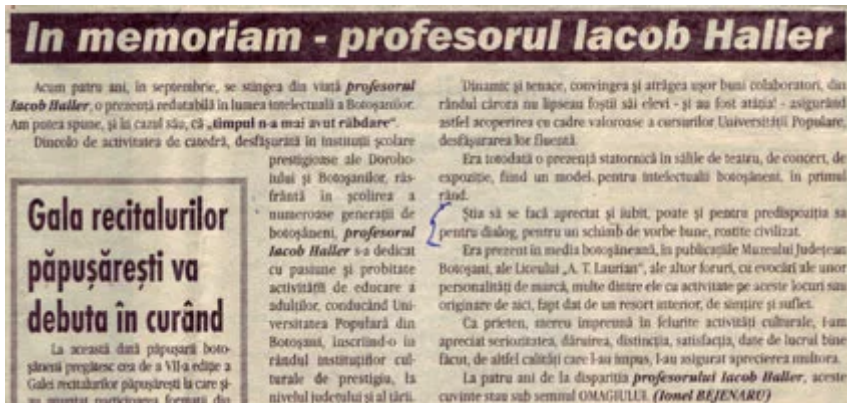 In memoriam - profesorul Iacob Haller
Acum patru ani, în septembrie, se stingea din viață profesorul
Iacob Haller, o prezență redutabilă în lumea intelectuală a Botoșanilor.
Am putea spune, și în cazul său, că „timpul n-a mai avut răbdare“.
Dincolo de activitatea de catedră, desfășurată în instituții școlare
prestigioase ale Doroho-
iului și Botoșanilor, răs-
frântă în școlirea a
numeroase generații de
botoșăneni, profesorul
Iacob Haller s-a dedicat
cu pasiune și probitate
activității de educare a
adulților, conducând Uni-
versitatea Populară din
Botoșani, înscriind-o în
rândul instituțiilor cul-
turale de prestigiu, la
nivelul județului și al țării.
Gala recitalurilor
păpușărești va
debuta în curând
La această dată păpușarii boto-
șăneni pregătesc cea de a VII-a ediție a
Galei recitalurilor păpușărești la care și-
au anunțat participarea formații din
Dinamic și tenace, convingea și atrăgea ușor buni colaboratori, din
rândul cărora nu lipseau foștii săi elevi - și au fost atâția! - asigurând
astfel acoperirea cu cadre valoroase a cursurilor Universității Populare,
desfășurarea lor fluentă.
Era totodată o prezență statornică în sălile de teatru, de concert, de
expoziție, fiind un model, pentru intelectualii botoșăneni, în primul
rând.
Știa să se facă apreciat și iubit, poate și pentru predispoziția sa
pentru dialog, pentru un schimb de vorbe bune, rostite civilizat.
Era prezent în media botoșăneană, în publicațiile Muzeului Județean
Botoșani, ale Liceului „A. T. Laurian“, ale altor foruri, cu evocări ale unor
personalități de marcă, multe dintre ele cu activitate pe aceste locuri sau
originare de aici, fapt dat de un resort interior, de simțire și suflet.
Ca prieten, mereu împreună în felurite activități culturale, i-am
apreciat seriozitatea, dăruirea, distincția, satisfacția, date de lucrul bine
făcut, de altfel calități care l-au impus, i-au asigurat aprecierea multora.
La patru ani de la dispariția profesorului Iacob Haller, aceste
cuvinte stau sub semnul OMAGIULUI. (Ionel BEJENARU)